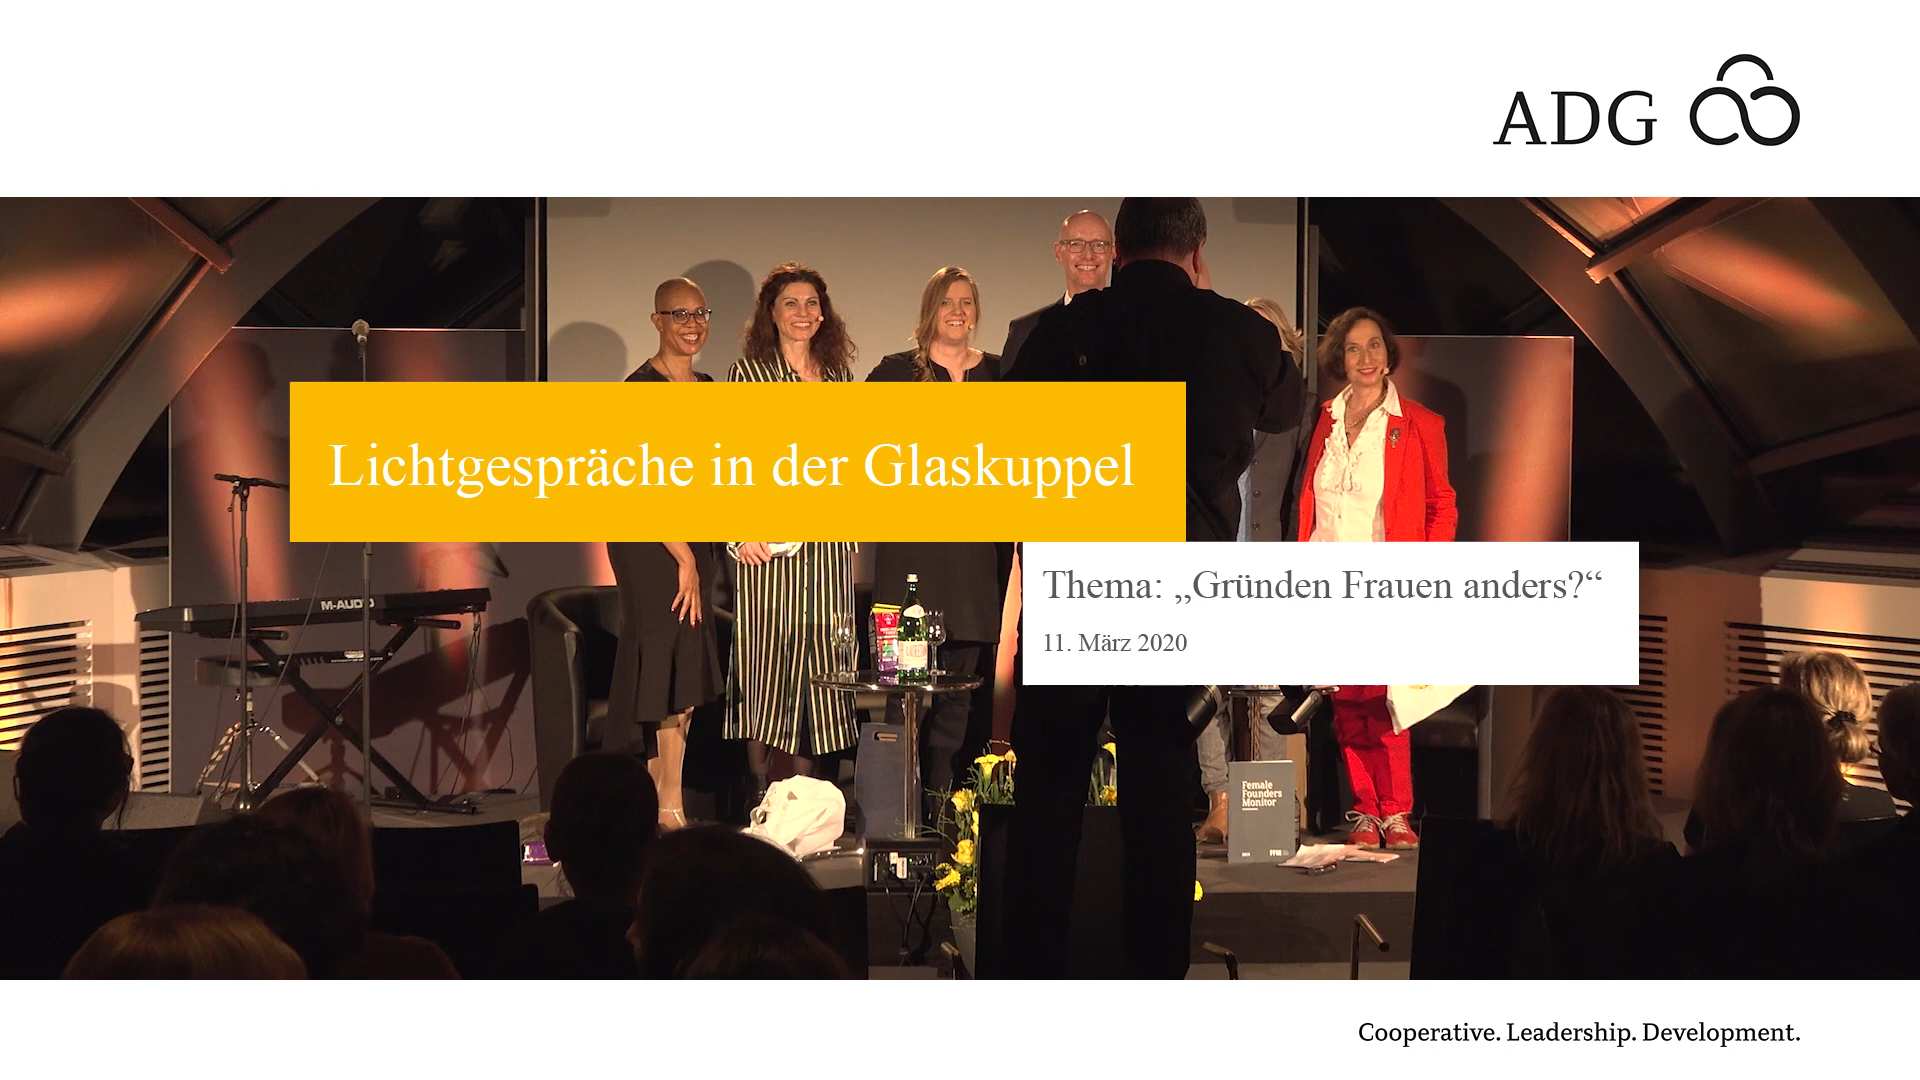 ADG
Lichtgespräche in der Glaskuppel
Thema: „Gründen Frauen anders?“
11. März 2020
M-AUDIO
Female
Founders
Monitor
Cooperative. Leadership. Development.